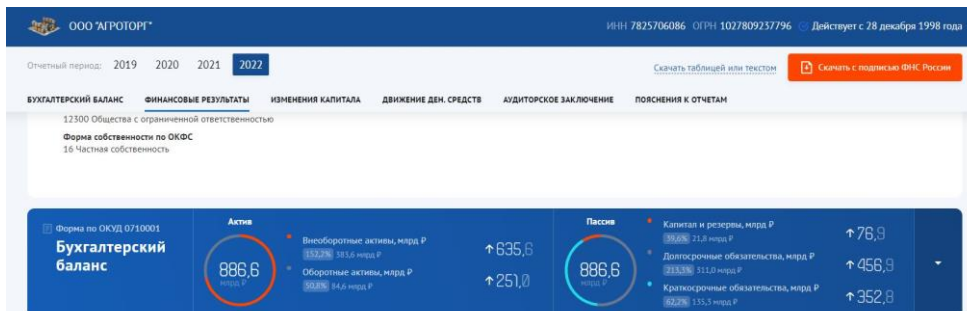 ООО "АГРОТОРГ"
ИНН 7825706086 ОГРН 1027809237796 Действует с 28 декабря 1998 года
Отчетный период: 2019 2020 2021 2022
Скачать таблицей или текстом
Скачать с подписью ФНС России
БУХГАЛТЕРСКИЙ БАЛАНС ФИНАНСОВЫЕ РЕЗУЛЬТАТЫ ИЗМЕНЕНИЯ КАПИТАЛА ДВИЖЕНИЕ ДЕН. СРЕДСТВ АУДИТОРСКОЕ ЗАКЛЮЧЕНИЕ ПОЯСНЕНИЯ К ОТЧЕТАМ
12300 Общества с ограниченной ответственностью
Форма собственности по ОКФС
16 Частная собственность
Форма по ОКУД 0710001
Бухгалтерский
баланс
Актив
886,6
млрд ₽
Внеоборотные активы, млрд ₽
152,2% 383,6 млрд ₽
↑635,6
Оборотные активы, млрд ₽
50,8% 84,6 млрд ₽
↑251,0
Пассив
886,6
млрд ₽
Капитал и резервы, млрд ₽
39,6% 21,8 млрд ₽
↑76,9
Долгосрочные обязательства, млрд ₽
213,3% 311,0 млрд ₽
↑456,9
Краткосрочные обязательства, млрд ₽
62,2% 135,3 млрд ₽
↑352,8